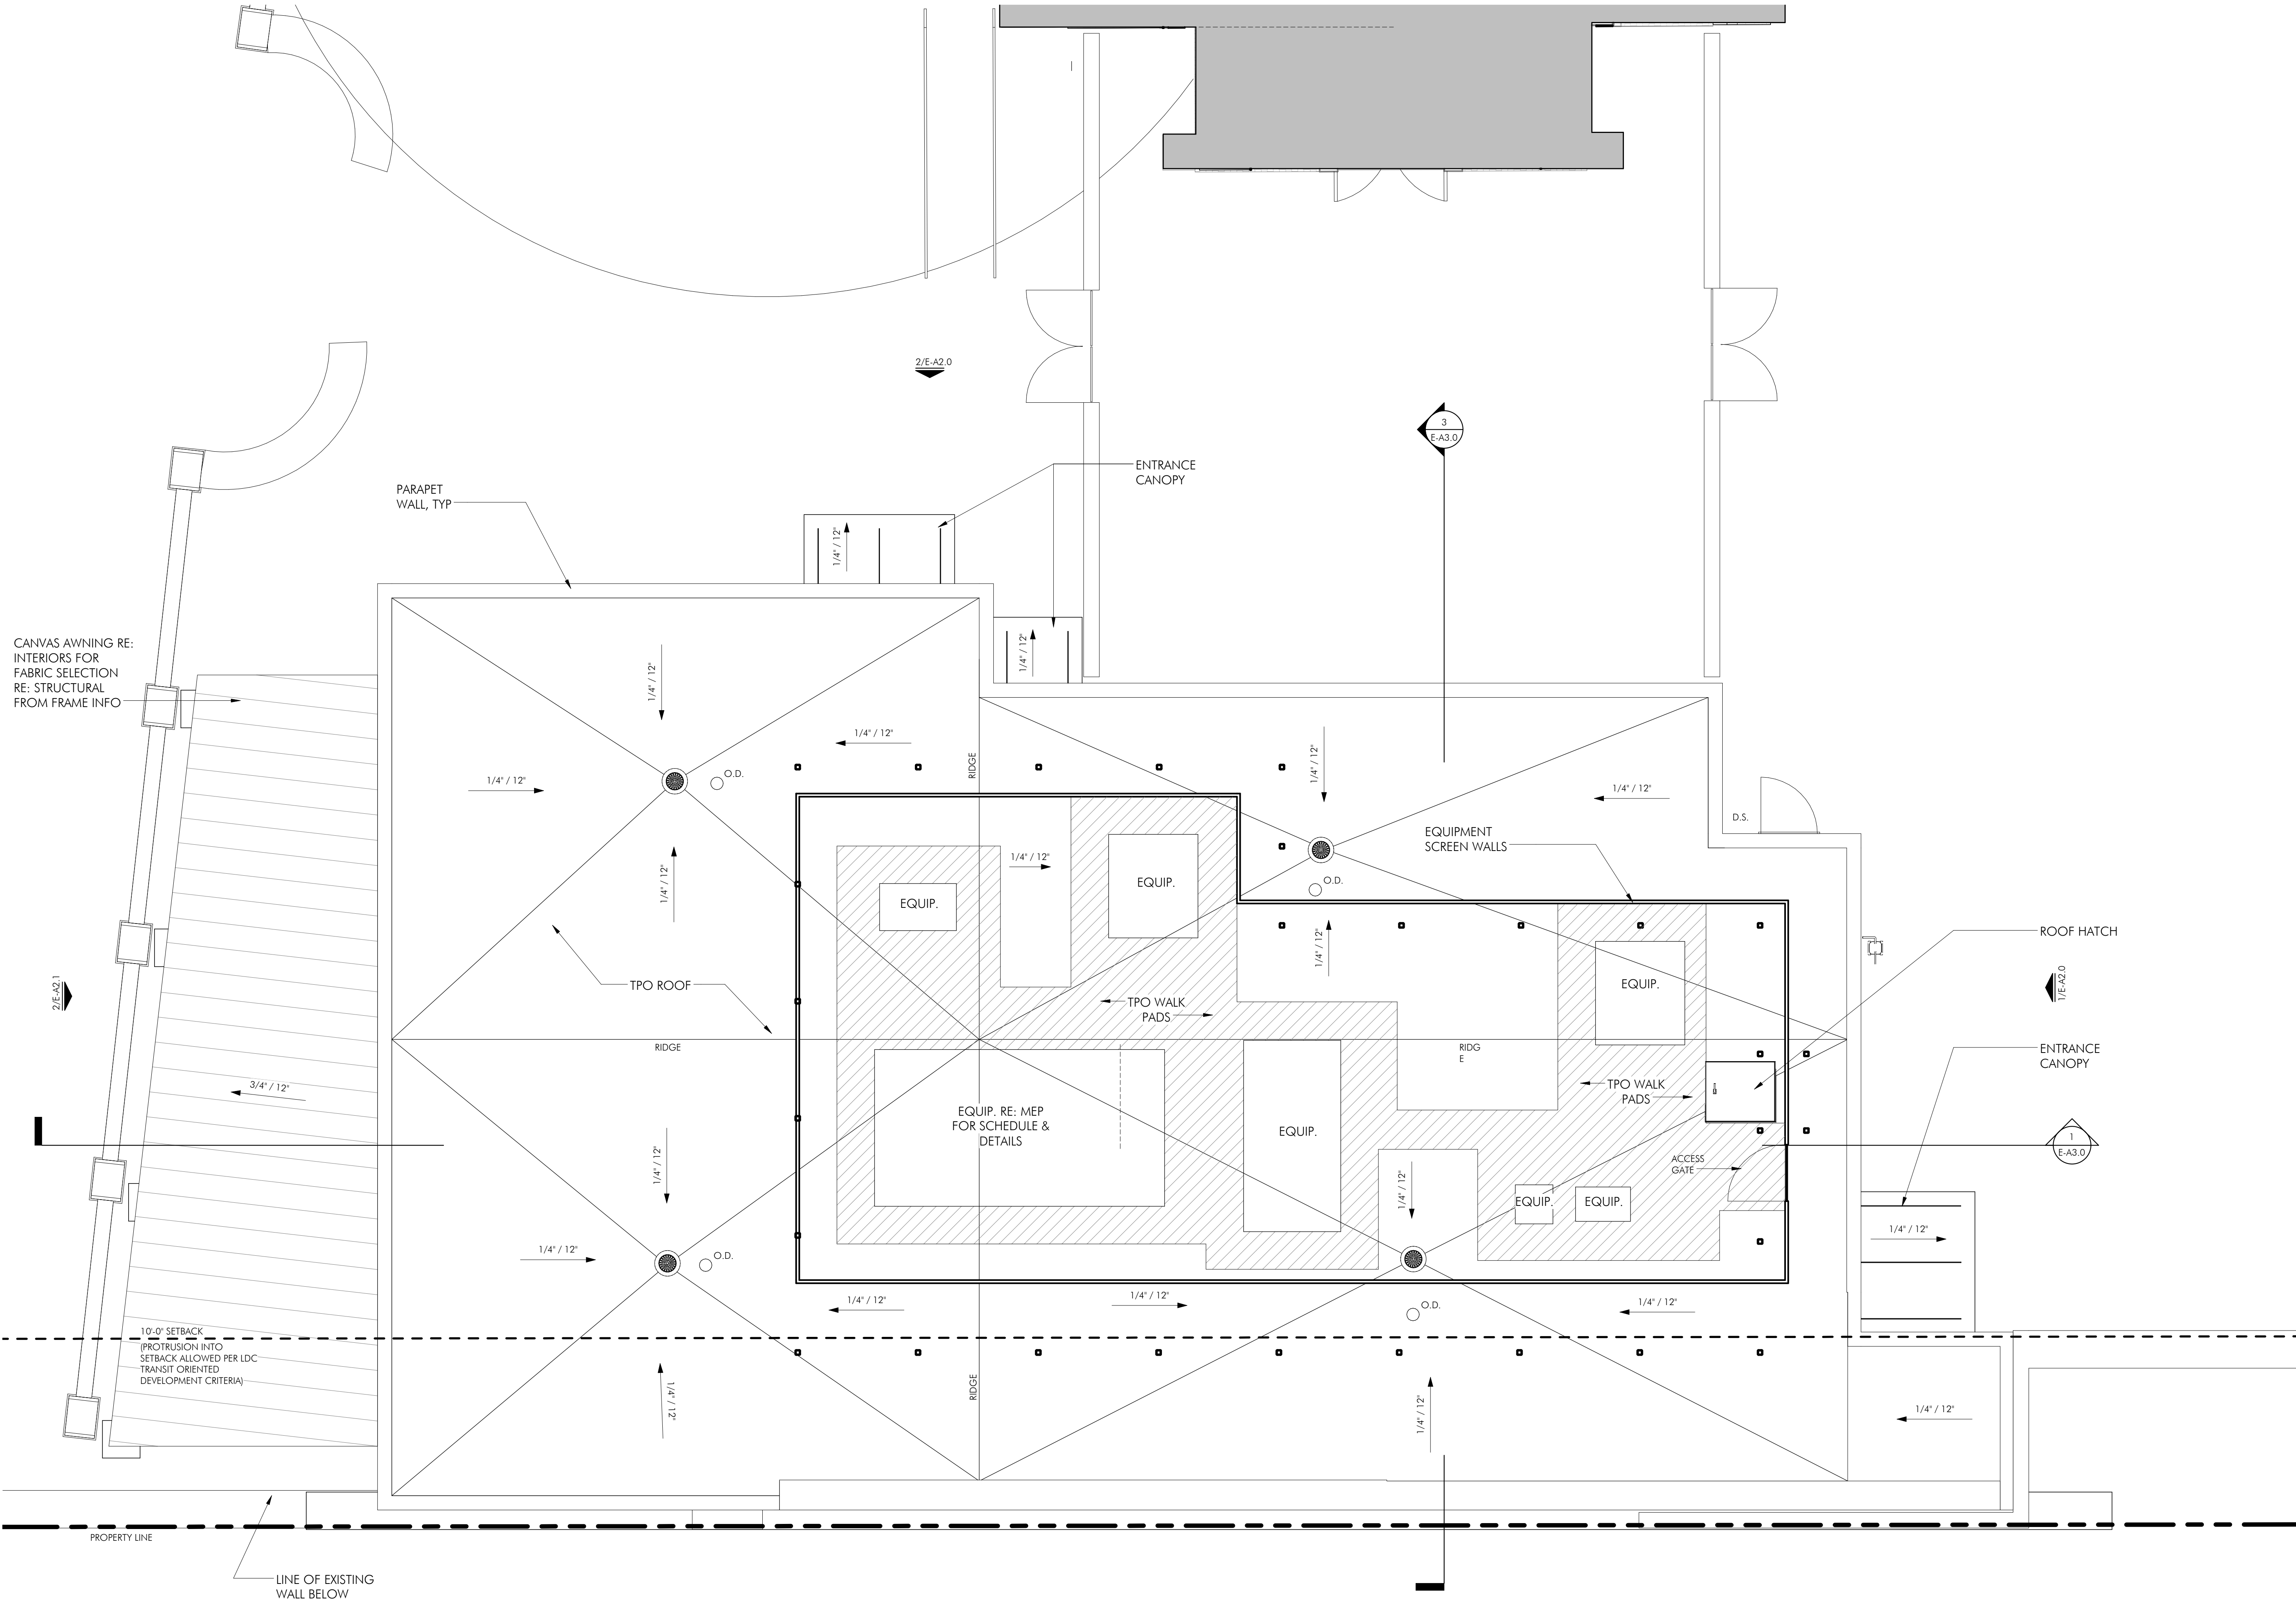 2/E-A2.0
3
E-A3.0
ENTRANCE
CANOPY
PARAPET
WALL, TYP
1/4" / 12"
1/4" / 12"
CANVAS AWNING RE:
INTERIORS FOR
FABRIC SELECTION
RE: STRUCTURAL
FROM FRAME INFO
1/4" / 12"
1/4" / 12"
RIDGE
1/4" / 12"
O.D.
1/4" / 12"
1/4" / 12"
D.S.
EQUIPMENT
SCREEN WALLS
1/4" / 12"
1/4" / 12"
EQUIP.
O.D.
EQUIP.
ROOF HATCH
1/4" / 12"
TPO ROOF
EQUIP.
2/E-A2.1
1/E-A2.0
TPO WALK
PADS
RIDGE
RIDG
E
ENTRANCE
CANOPY
3/4" / 12"
TPO WALK
PADS
EQUIP. RE: MEP
FOR SCHEDULE &
DETAILS
EQUIP.
1
E-A3.0
ACCESS
GATE
1/4" / 12"
1/4" / 12"
EQUIP.
EQUIP.
1/4" / 12"
1/4" / 12"
O.D.
1/4" / 12"
1/4" / 12"
1/4" / 12"
O.D.
10'-0" SETBACK
(PROTRUSION INTO
SETBACK ALLOWED PER LDC
TRANSIT ORIENTED
DEVELOPMENT CRITERIA)
RIDGE
1/4" / 12"
1/4" / 12"
1/4" / 12"
PROPERTY LINE
LINE OF EXISTING
WALL BELOW